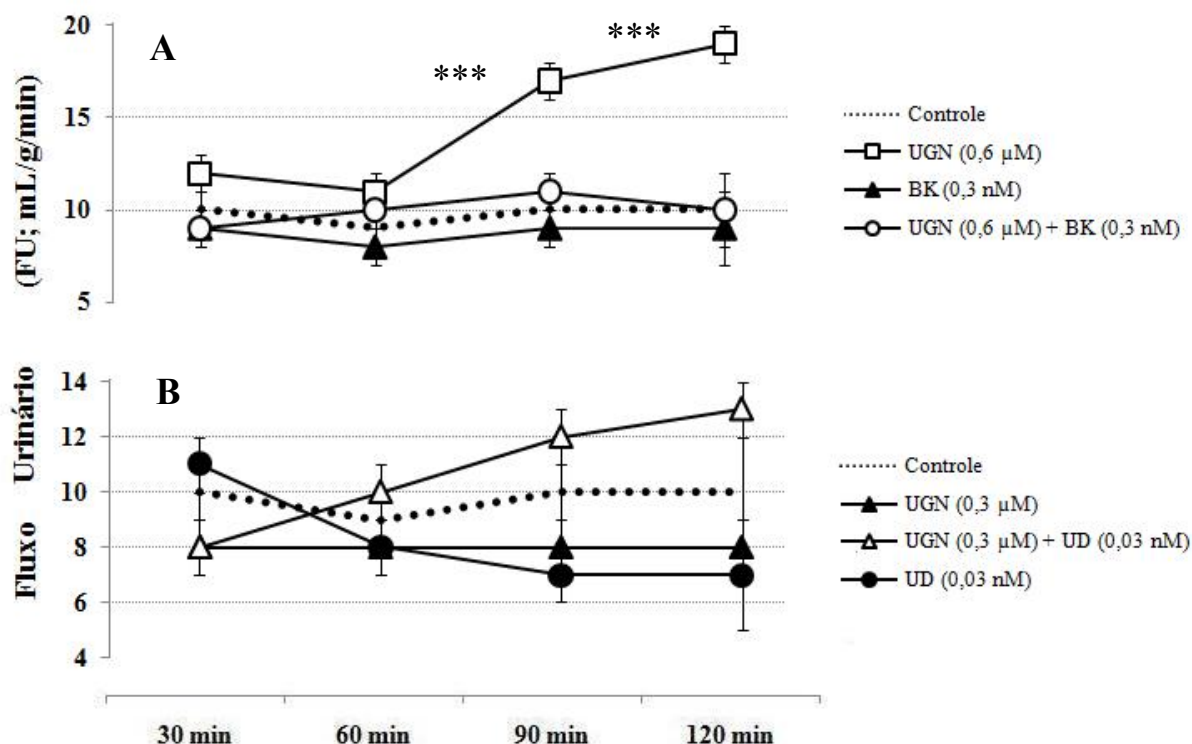 A
***
***
20
15
10
5
Controle
UGN (0,6 µM)
BK (0,3 nM)
UGN (0,6 µM) + BK (0,3 nM)
Fluxo Urinário (FU; mL/g/min)
B
14
12
10
8
6
4
Controle
UGN (0,3 µM)
UGN (0,3 µM) + UD (0,03 nM)
UD (0,03 nM)
30 min 60 min 90 min 120 min